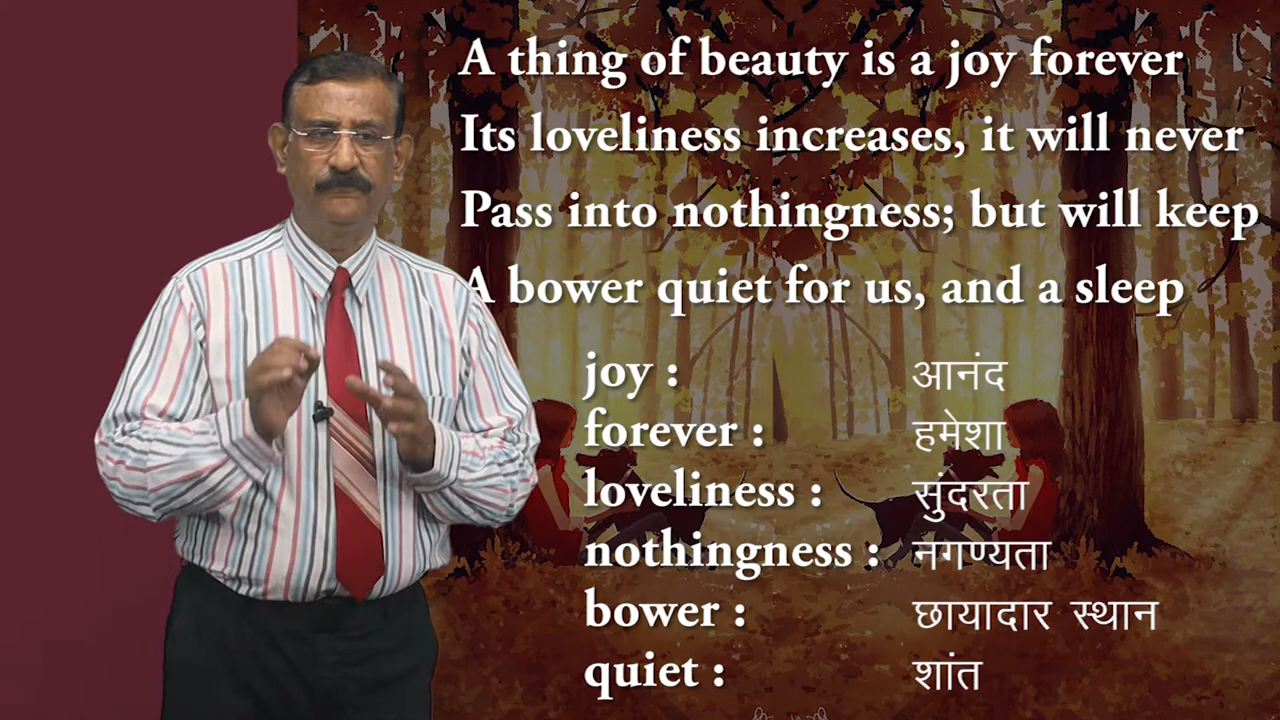 A thing of beauty is a joy forever
Its loveliness increases, it will never
Pass into nothingness; but will keep
A bower quiet for us, and a sleep
joy : आनंद
forever : हमेशा
loveliness : सुंदरता
nothingness : नगण्यता
bower : छायादार स्थान
quiet : शांत